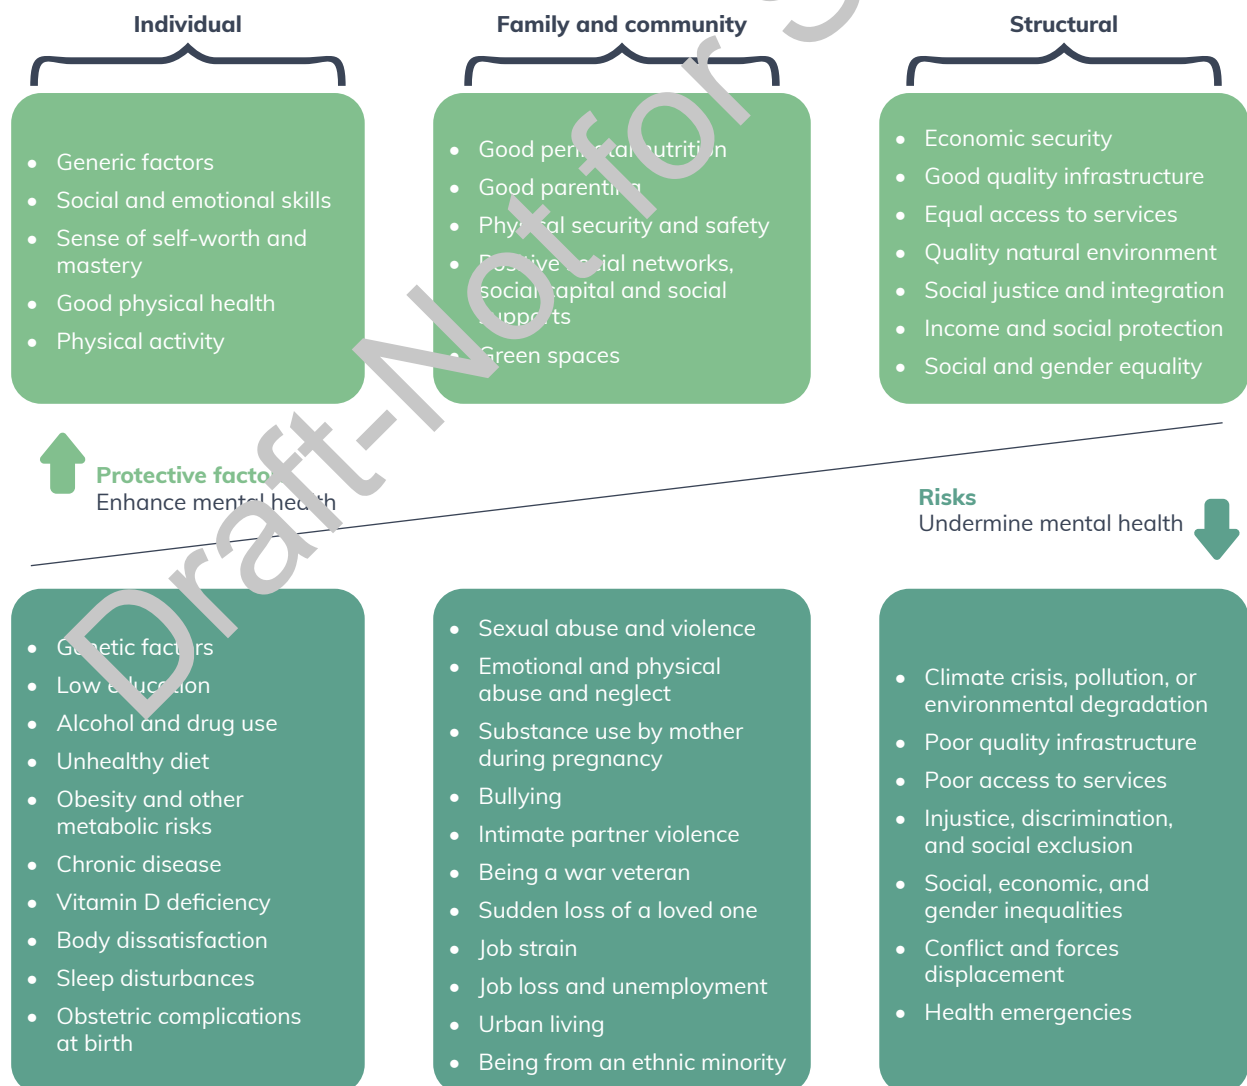 Individual
Family and community
Structural
• Generic factors
• Social and emotional skills
• Sense of self-worth and
mastery
• Good physical health
• Physical activity
• Good perinatal nutrition
• Good parenting
• Physical security and safety
• Positive social networks,
social capital and social
supports
• Green spaces
• Economic security
• Good quality infrastructure
• Equal access to services
• Quality natural environment
• Social justice and integration
• Income and social protection
• Social and gender equality
Protective facto
Enhance mental health
Risks
Undermine mental health
• Genetic factors
• Low education
• Alcohol and drug use
• Unhealthy diet
• Obesity and other
metabolic risks
• Chronic disease
• Vitamin D deficiency
• Body dissatisfaction
• Sleep disturbances
• Obstetric complications
at birth
• Sexual abuse and violence
• Emotional and physical
abuse and neglect
• Substance use by mother
during pregnancy
• Bullying
• Intimate partner violence
• Being a war veteran
• Sudden loss of a loved one
• Job strain
• Job loss and unemployment
• Urban living
• Being from an ethnic minority
• Climate crisis, pollution, or
environmental degradation
• Poor quality infrastructure
• Poor access to services
• Injustice, discrimination,
and social exclusion
• Social, economic, and
gender inequalities
• Conflict and forces
displacement
• Health emergencies
Draft-Not for